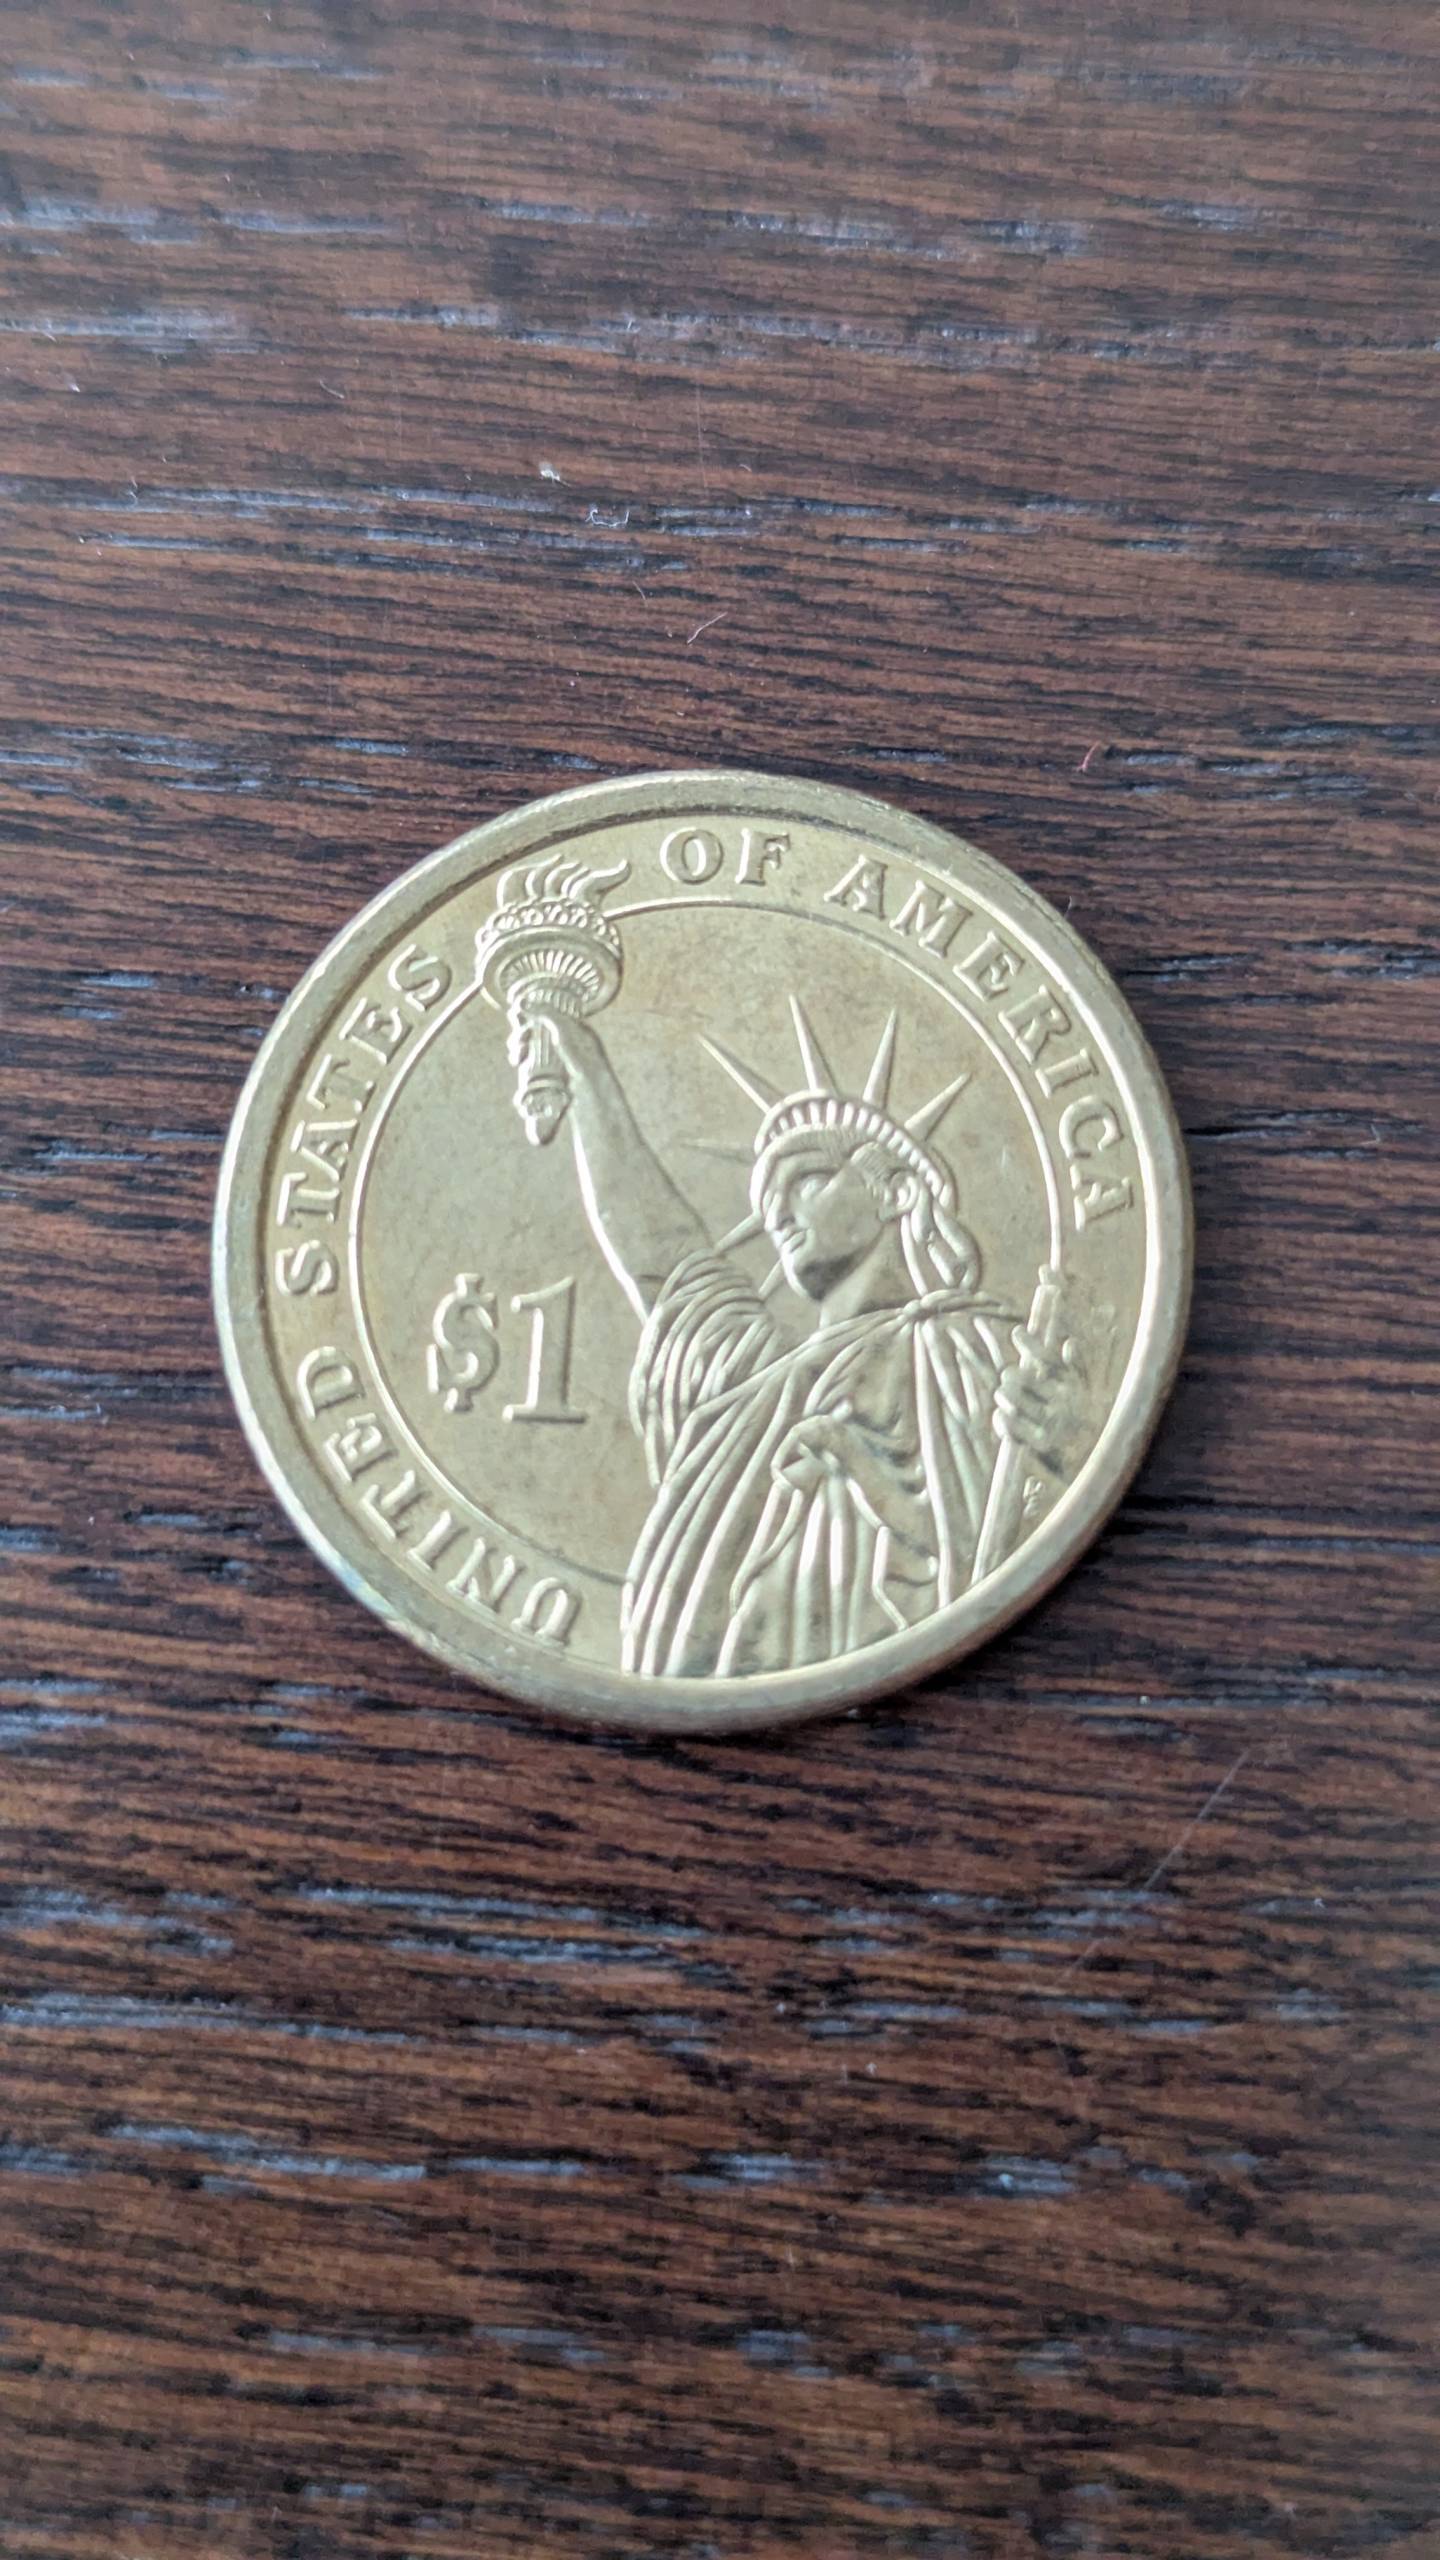 UNITED STATES OF AMERICA
$1